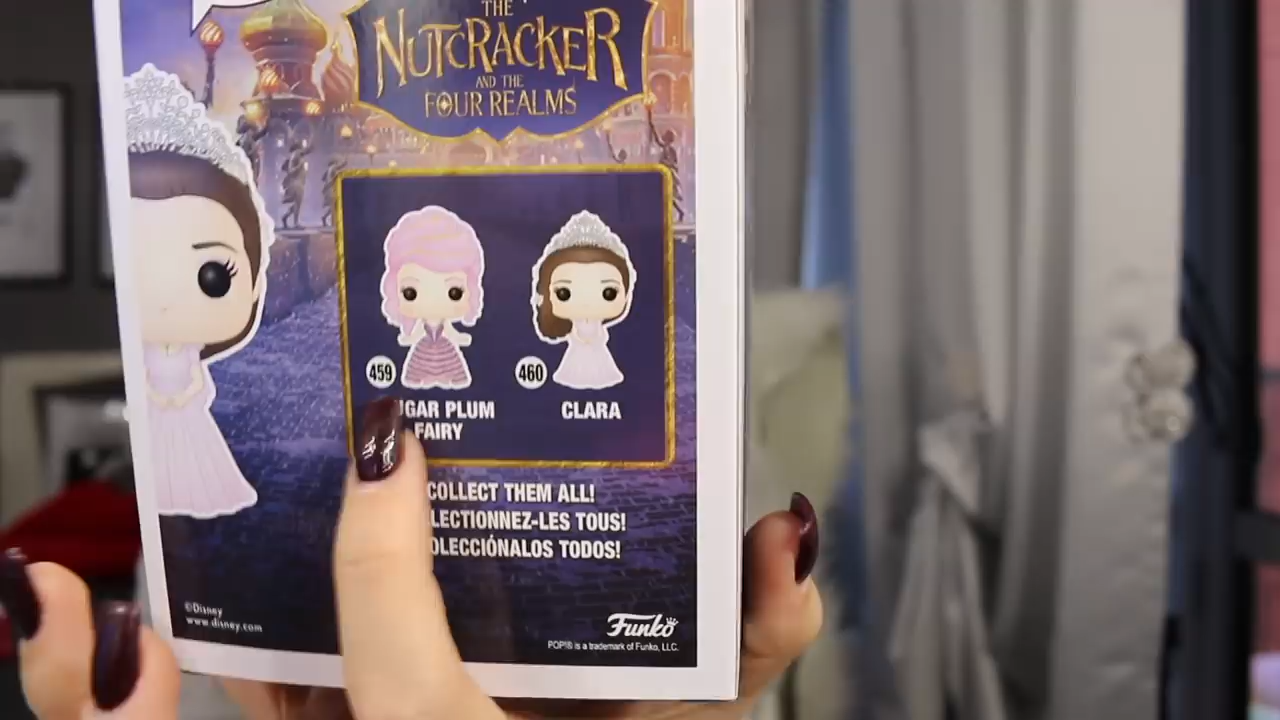 THE
NUTCRACKER
AND THE
FOUR REALMS
459
460
UGAR PLUM
FAIRY
CLARA
COLLECT THEM ALL!
LECTIONNEZ-LES TOUS!
OLECCIÓNALOS TODOS!
©Disney
www.disney.com
Funko
POP!® is a trademark of Funko, LLC.